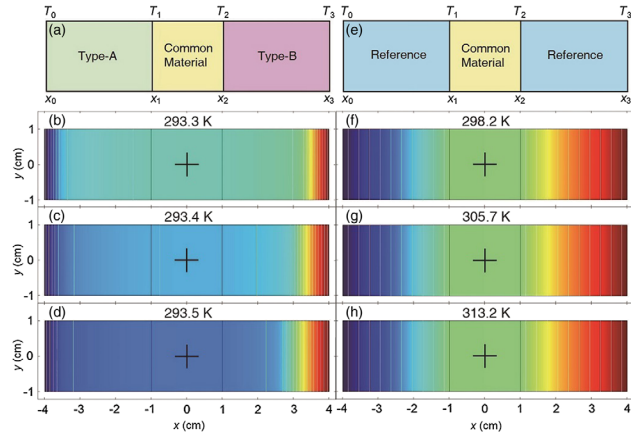 T0 T1 T2 T3
(a) Type-A Common Material Type-B
x0 x1 x2 x3
T0 T1 T2 T3
(e) Reference Common Material Reference
x0 x1 x2 x3
(b) 293.3 K
1
0
-1
y (cm)
(c) 293.4 K
1
0
-1
y (cm)
(d) 293.5 K
1
0
-1
y (cm)
-4 -3 -2 -1 0 1 2 3 4
x (cm)
(f) 298.2 K
(g) 305.7 K
(h) 313.2 K
-4 -3 -2 -1 0 1 2 3 4
x (cm)